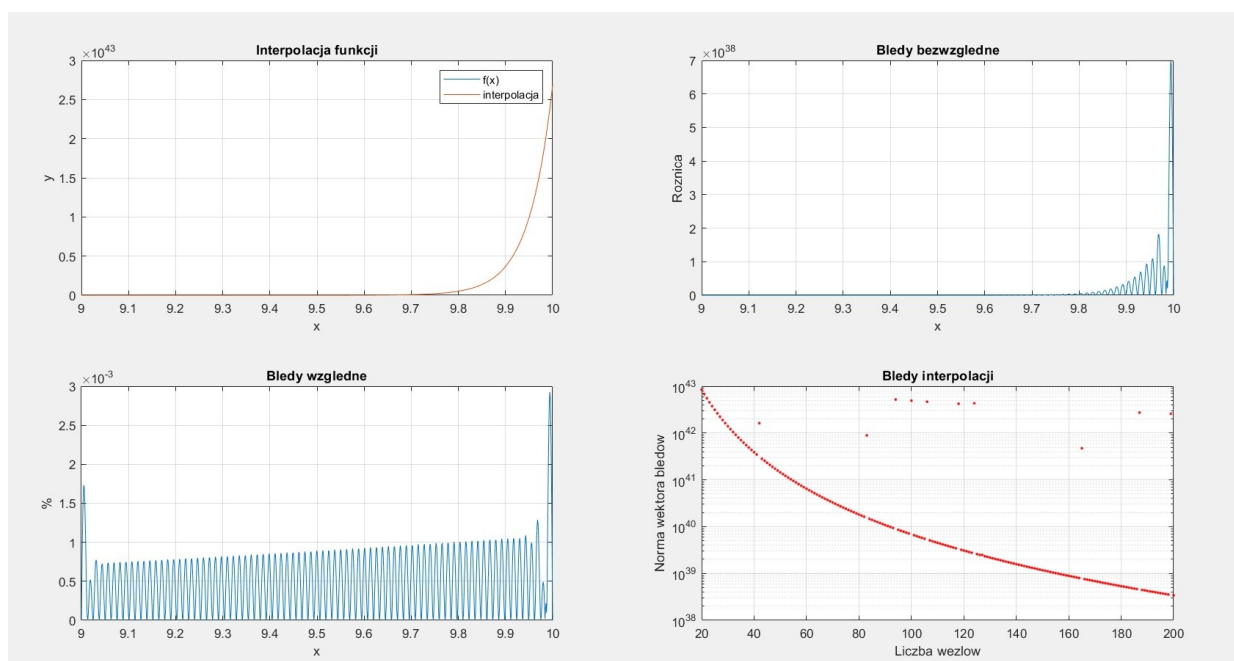 Interpolacja funkcji
×10^43
3
2.5
2
1.5
1
0.5
0
y
f(x)
interpolacja
9 9.1 9.2 9.3 9.4 9.5 9.6 9.7 9.8 9.9 10
x
Bledy bezwzgledne
×10^38
7
6
5
4
3
2
1
0
Roznica
9 9.1 9.2 9.3 9.4 9.5 9.6 9.7 9.8 9.9 10
x
Bledy wzgledne
×10^-3
3
2.5
2
1.5
1
0.5
0
%
9 9.1 9.2 9.3 9.4 9.5 9.6 9.7 9.8 9.9 10
x
Bledy interpolacji
10^43
10^42
10^41
10^40
10^39
10^38
Norma wektora bledow
20 40 60 80 100 120 140 160 180 200
Liczba wezlow